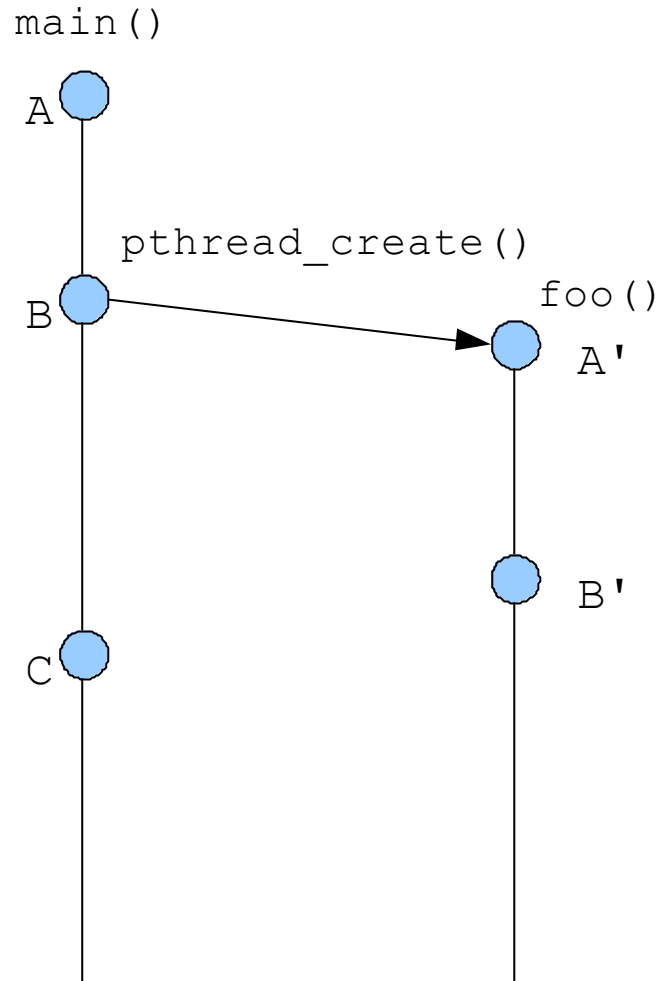 main()
A
pthread_create()
B
foo()
A'
B'
C